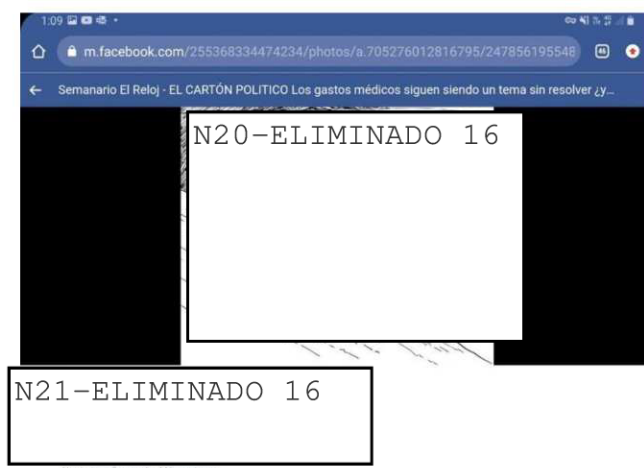 1:09
m.facebook.com/255368334474234/photos/a.705276012816795/247856195548
46
Semanario El Reloj - EL CARTÓN POLITICO Los gastos médicos siguen siendo un tema sin resolver ¿y...
N20-ELIMINADO 16
N21-ELIMINADO 16